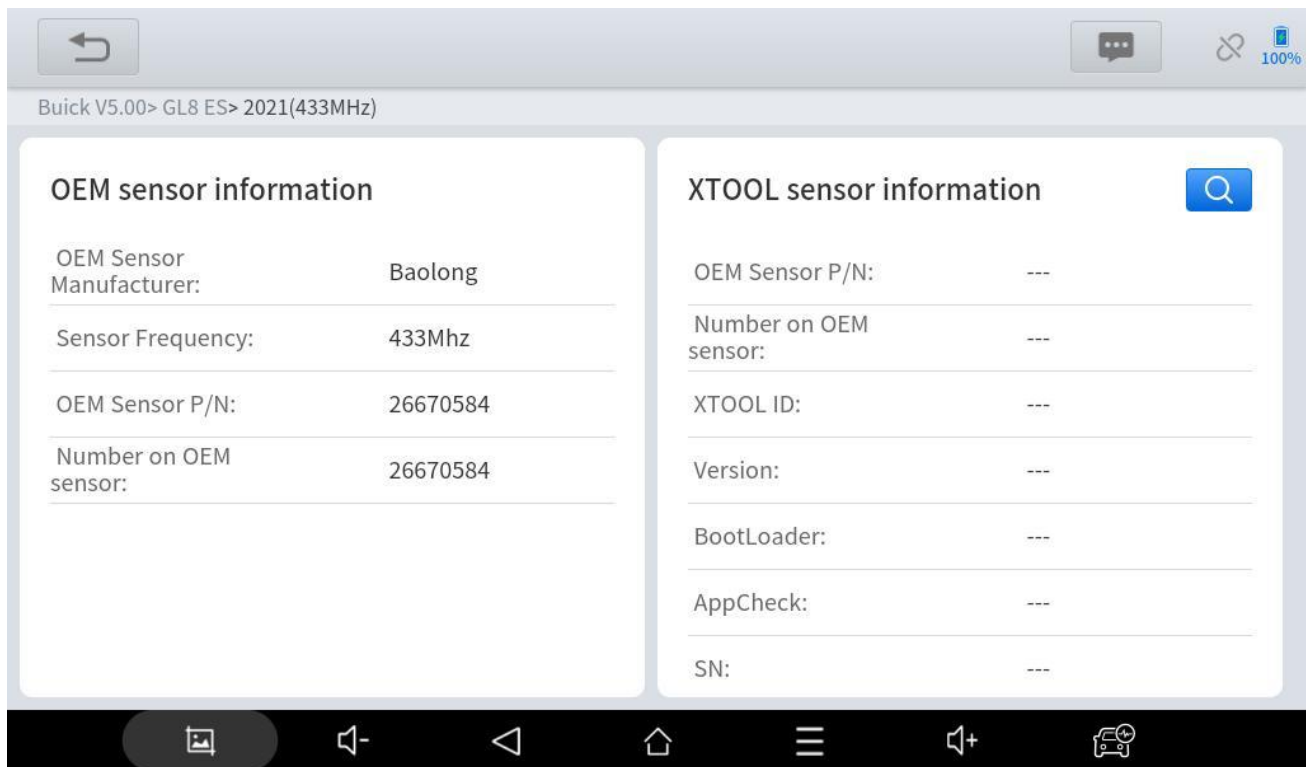 100%
Buick V5.00> GL8 ES> 2021(433MHz)
OEM sensor information
OEM Sensor
Manufacturer:
Baolong
Sensor Frequency:
433Mhz
OEM Sensor P/N:
26670584
Number on OEM
sensor:
26670584
XTOOL sensor information
OEM Sensor P/N:
---
Number on OEM
sensor:
---
XTOOL ID:
---
Version:
---
BootLoader:
---
AppCheck:
---
SN:
---